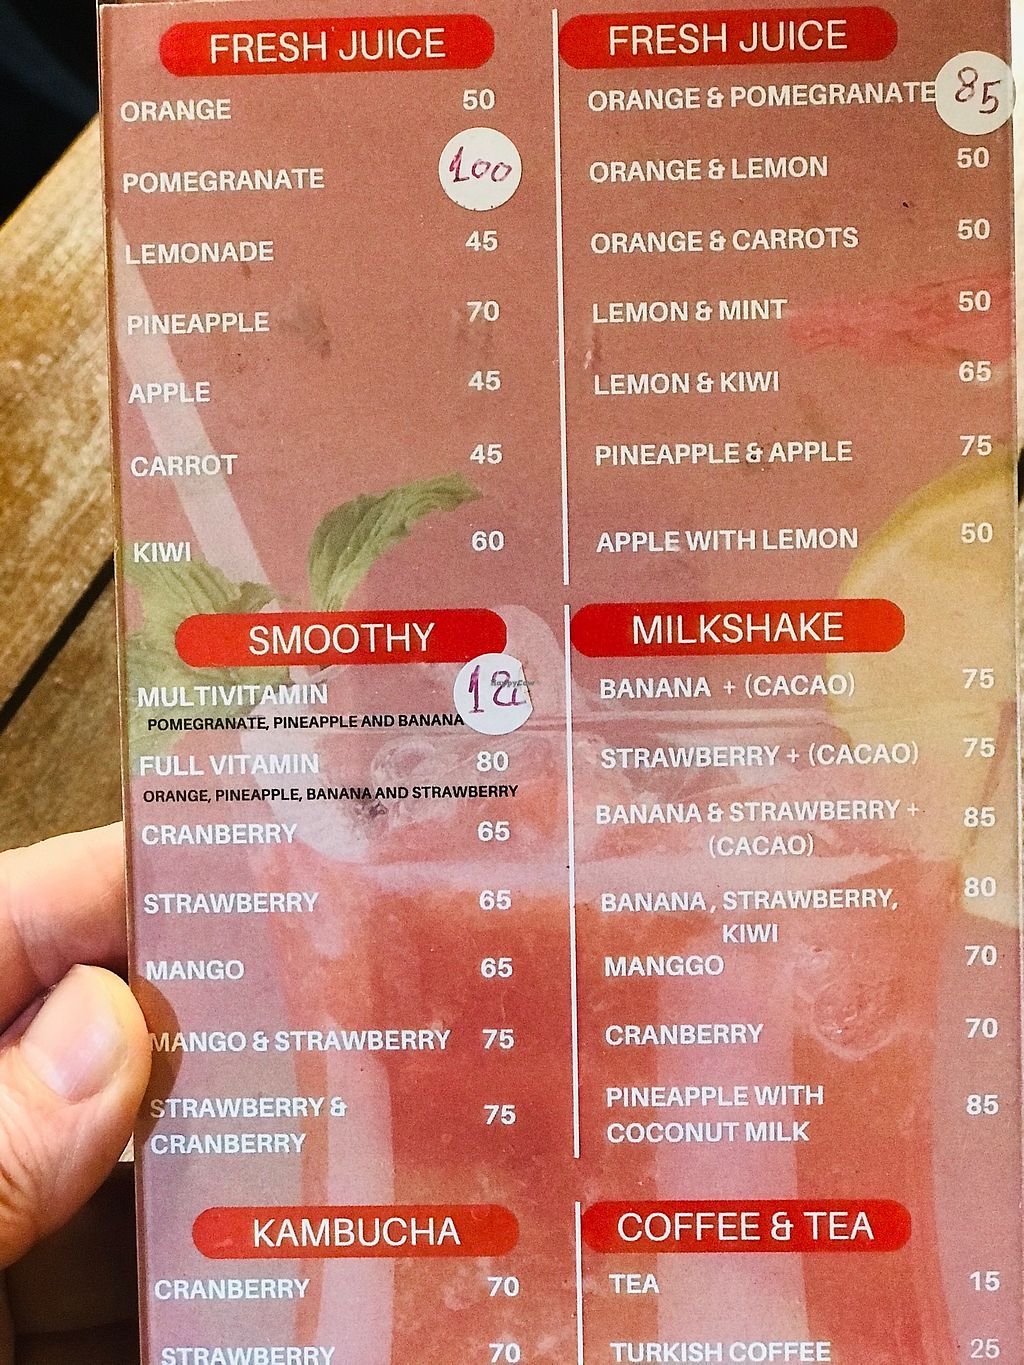 FRESH JUICE
ORANGE 50
POMEGRANATE 100
LEMONADE 45
PINEAPPLE 70
APPLE 45
CARROT 45
KIWI 60
FRESH JUICE
ORANGE & POMEGRANATE 85
ORANGE & LEMON 50
ORANGE & CARROTS 50
LEMON & MINT 50
LEMON & KIWI 65
PINEAPPLE & APPLE 75
APPLE WITH LEMON 50
SMOOTHY
MULTIVITAMIN
POMEGRANATE, PINEAPPLE AND BANANA
FULL VITAMIN 80
ORANGE, PINEAPPLE, BANANA AND STRAWBERRY
CRANBERRY 65
STRAWBERRY 65
MANGO 65
MANGO & STRAWBERRY 75
STRAWBERRY & 75
CRANBERRY
MILKSHAKE
BANANA + (CACAO) 75
STRAWBERRY + (CACAO) 75
BANANA & STRAWBERRY + 85
(CACAO)
BANANA, STRAWBERRY, 80
KIWI
MANGGO 70
CRANBERRY 70
PINEAPPLE WITH 85
COCONUT MILK
KAMBUCHA
CRANBERRY 70
STRAWBERRY 70
COFFEE & TEA
TEA 15
TURKISH COFFEE 25
HappyCow